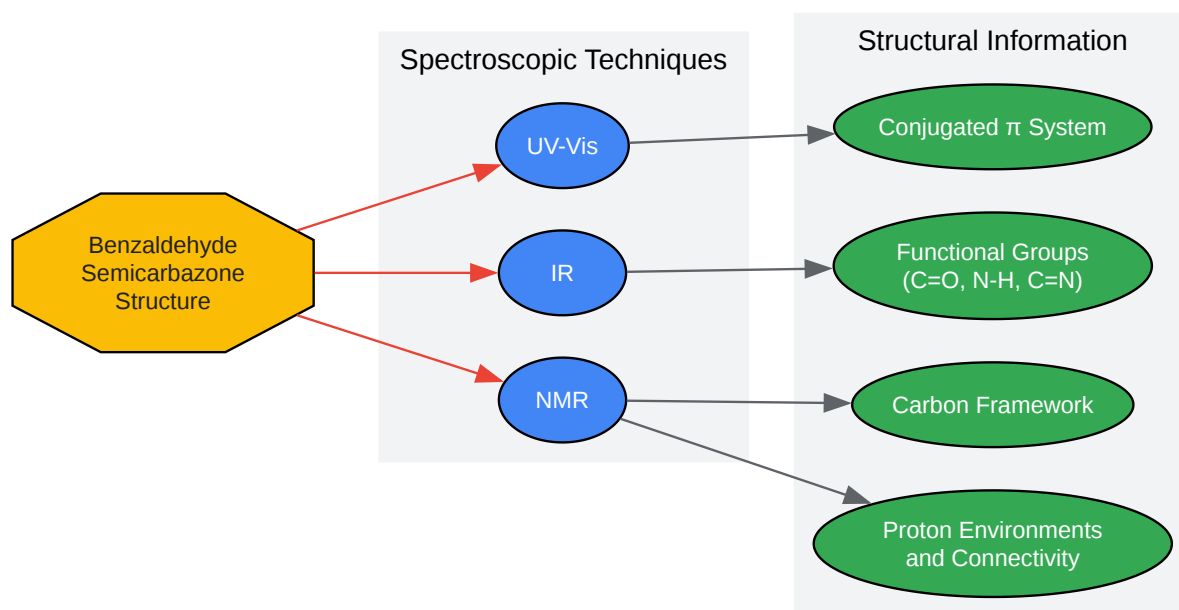 Benzaldehyde
Semicarbazone
Structure
Spectroscopic Techniques
UV-Vis
IR
NMR
Structural Information
Conjugated π System
Functional Groups
(C=O, N-H, C=N)
Carbon Framework
Proton Environments
and Connectivity